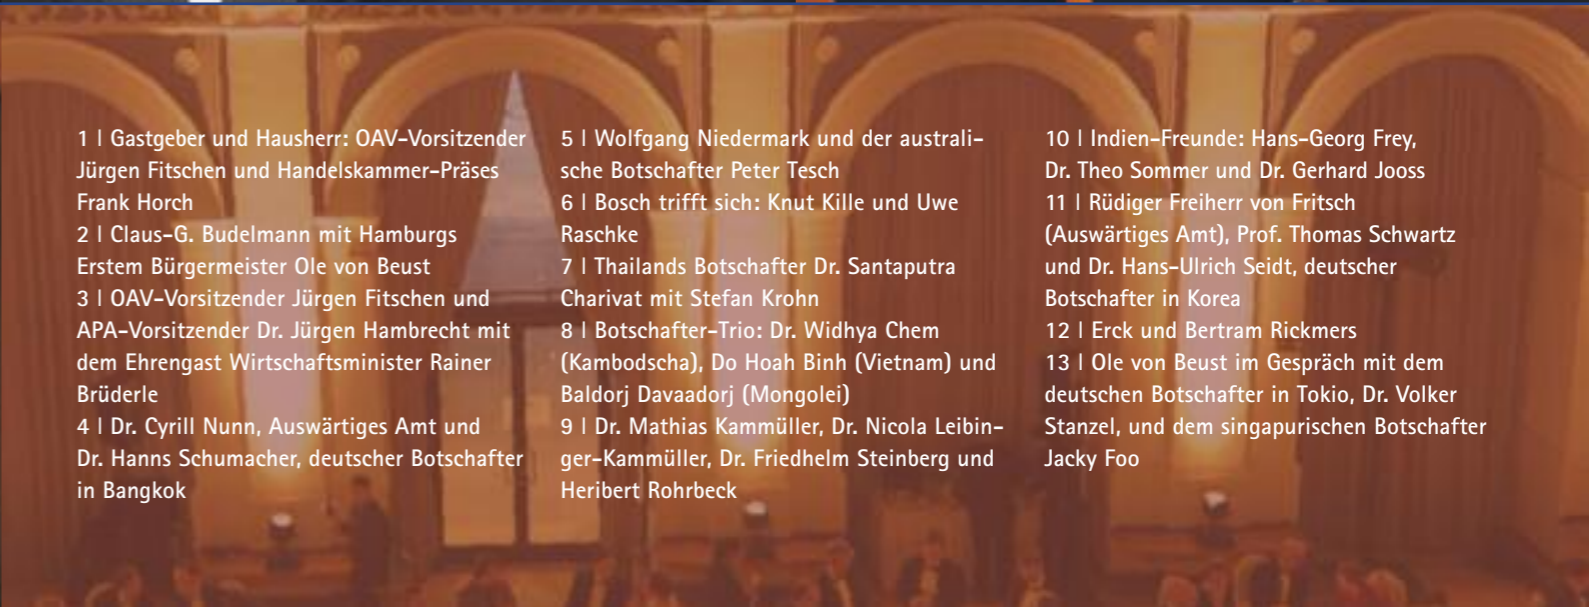 1 | Gastgeber und Hausherr: OAV-Vorsitzender
Jürgen Fitschen und Handelskammer-Präses
Frank Horch
2 | Claus-G. Budelmann mit Hamburgs
Erstem Bürgermeister Ole von Beust
3 | OAV-Vorsitzender Jürgen Fitschen und
APA-Vorsitzender Dr. Jürgen Hambrecht mit
dem Ehrengast Wirtschaftsminister Rainer
Brüderle
4 | Dr. Cyrill Nunn, Auswärtiges Amt und
Dr. Hanns Schumacher, deutscher Botschafter
in Bangkok
5 | Wolfgang Niedermark und der australi-
sche Botschafter Peter Tesch
6 | Bosch trifft sich: Knut Kille und Uwe
Raschke
7 | Thailands Botschafter Dr. Santaputra
Charivat mit Stefan Krohn
8 | Botschafter-Trio: Dr. Widhya Chem
(Kambodscha), Do Hoah Binh (Vietnam) und
Baldorj Davaadorj (Mongolei)
9 | Dr. Mathias Kammüller, Dr. Nicola Leibin-
ger-Kammüller, Dr. Friedhelm Steinberg und
Heribert Rohrbeck
10 | Indien-Freunde: Hans-Georg Frey,
Dr. Theo Sommer und Dr. Gerhard Jooss
11 | Rüdiger Freiherr von Fritsch
(Auswärtiges Amt), Prof. Thomas Schwartz
und Dr. Hans-Ulrich Seidt, deutscher
Botschafter in Korea
12 | Erck und Bertram Rickmers
13 | Ole von Beust im Gespräch mit dem
deutschen Botschafter in Tokio, Dr. Volker
Stanzel, und dem singapurischen Botschafter
Jacky Foo